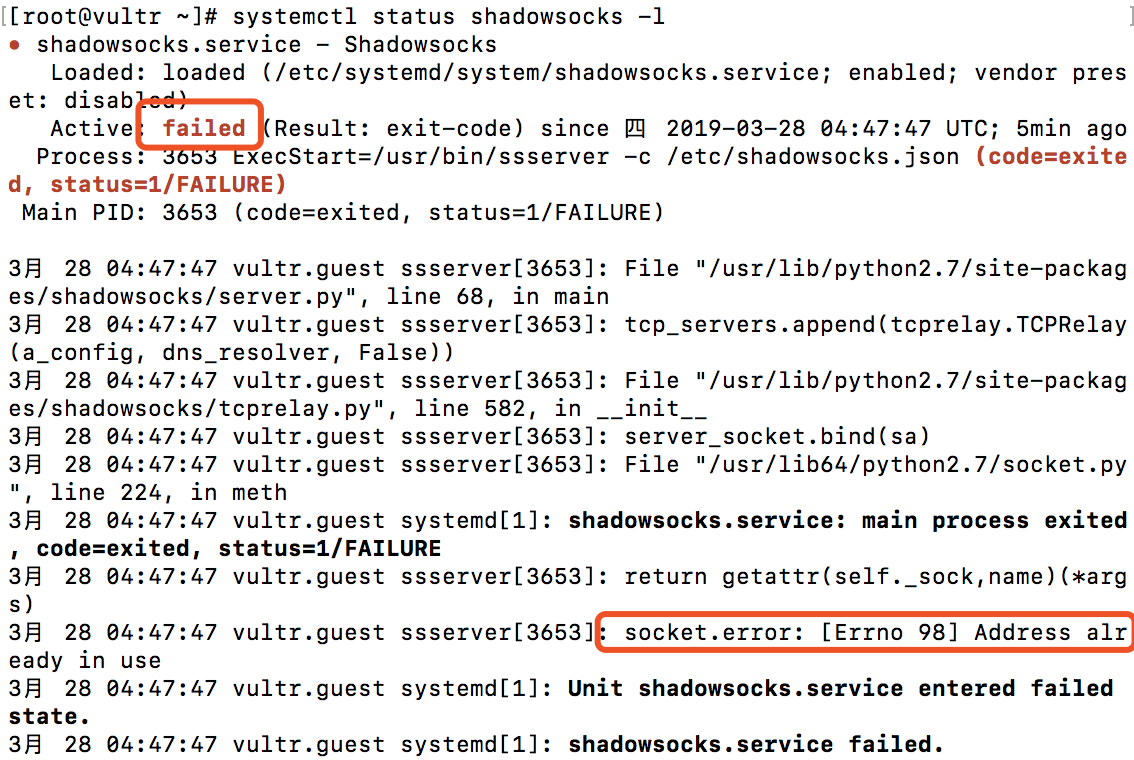 [[root@vultr ~]# systemctl status shadowsocks -l ]
● shadowsocks.service - Shadowsocks
   Loaded: loaded (/etc/systemd/system/shadowsocks.service; enabled; vendor pres
et: disabled)
   Active: failed (Result: exit-code) since 四 2019-03-28 04:47:47 UTC; 5min ago
  Process: 3653 ExecStart=/usr/bin/ssserver -c /etc/shadowsocks.json (code=exite
d, status=1/FAILURE)
 Main PID: 3653 (code=exited, status=1/FAILURE)

3月 28 04:47:47 vultr.guest ssserver[3653]: File "/usr/lib/python2.7/site-packag
es/shadowsocks/server.py", line 68, in main
3月 28 04:47:47 vultr.guest ssserver[3653]: tcp_servers.append(tcprelay.TCPRelay
(a_config, dns_resolver, False))
3月 28 04:47:47 vultr.guest ssserver[3653]: File "/usr/lib/python2.7/site-packag
es/shadowsocks/tcprelay.py", line 582, in __init__
3月 28 04:47:47 vultr.guest ssserver[3653]: server_socket.bind(sa)
3月 28 04:47:47 vultr.guest ssserver[3653]: File "/usr/lib64/python2.7/socket.py
", line 224, in meth
3月 28 04:47:47 vultr.guest systemd[1]: shadowsocks.service: main process exited
, code=exited, status=1/FAILURE
3月 28 04:47:47 vultr.guest ssserver[3653]: return getattr(self._sock,name)(*arg
s)
3月 28 04:47:47 vultr.guest ssserver[3653]: socket.error: [Errno 98] Address alr
eady in use
3月 28 04:47:47 vultr.guest systemd[1]: Unit shadowsocks.service entered failed
state.
3月 28 04:47:47 vultr.guest systemd[1]: shadowsocks.service failed.